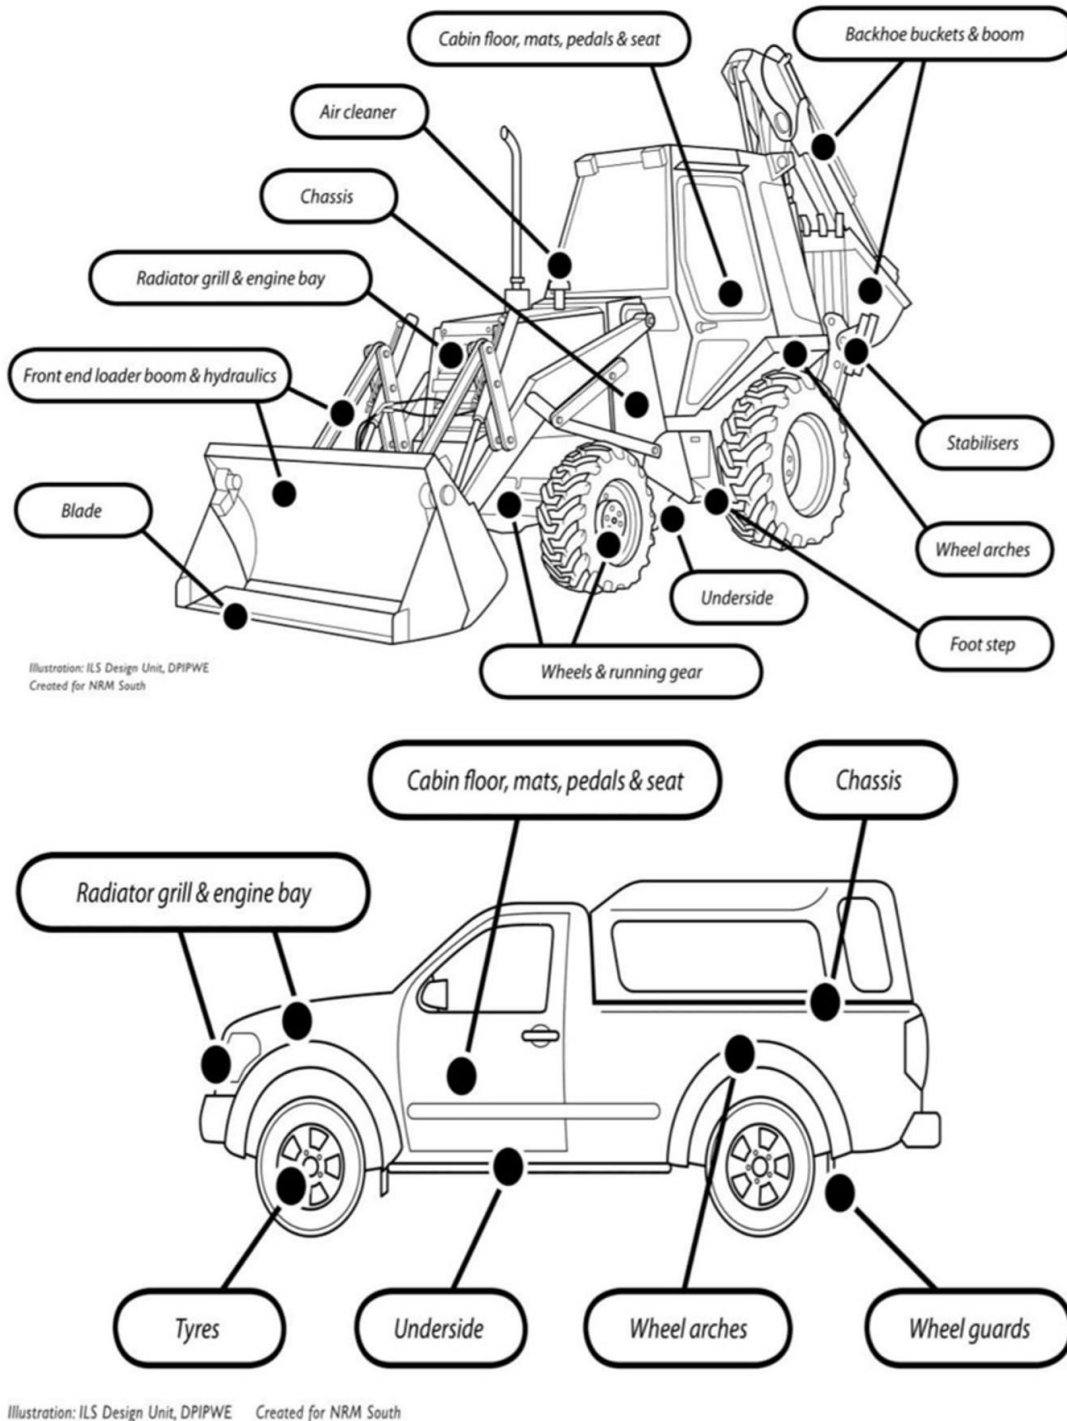 Cabin floor, mats, pedals & seat
Backhoe buckets & boom
Air cleaner
Chassis
Radiator grill & engine bay
Front end loader boom & hydraulics
Stabilisers
Blade
Wheel arches
Underside
Foot step
Wheels & running gear
Illustration: ILS Design Unit, DPIPWE
Created for NRM South
Cabin floor, mats, pedals & seat
Chassis
Radiator grill & engine bay
Tyres
Underside
Wheel arches
Wheel guards
Illustration: ILS Design Unit, DPIPWE Created for NRM South